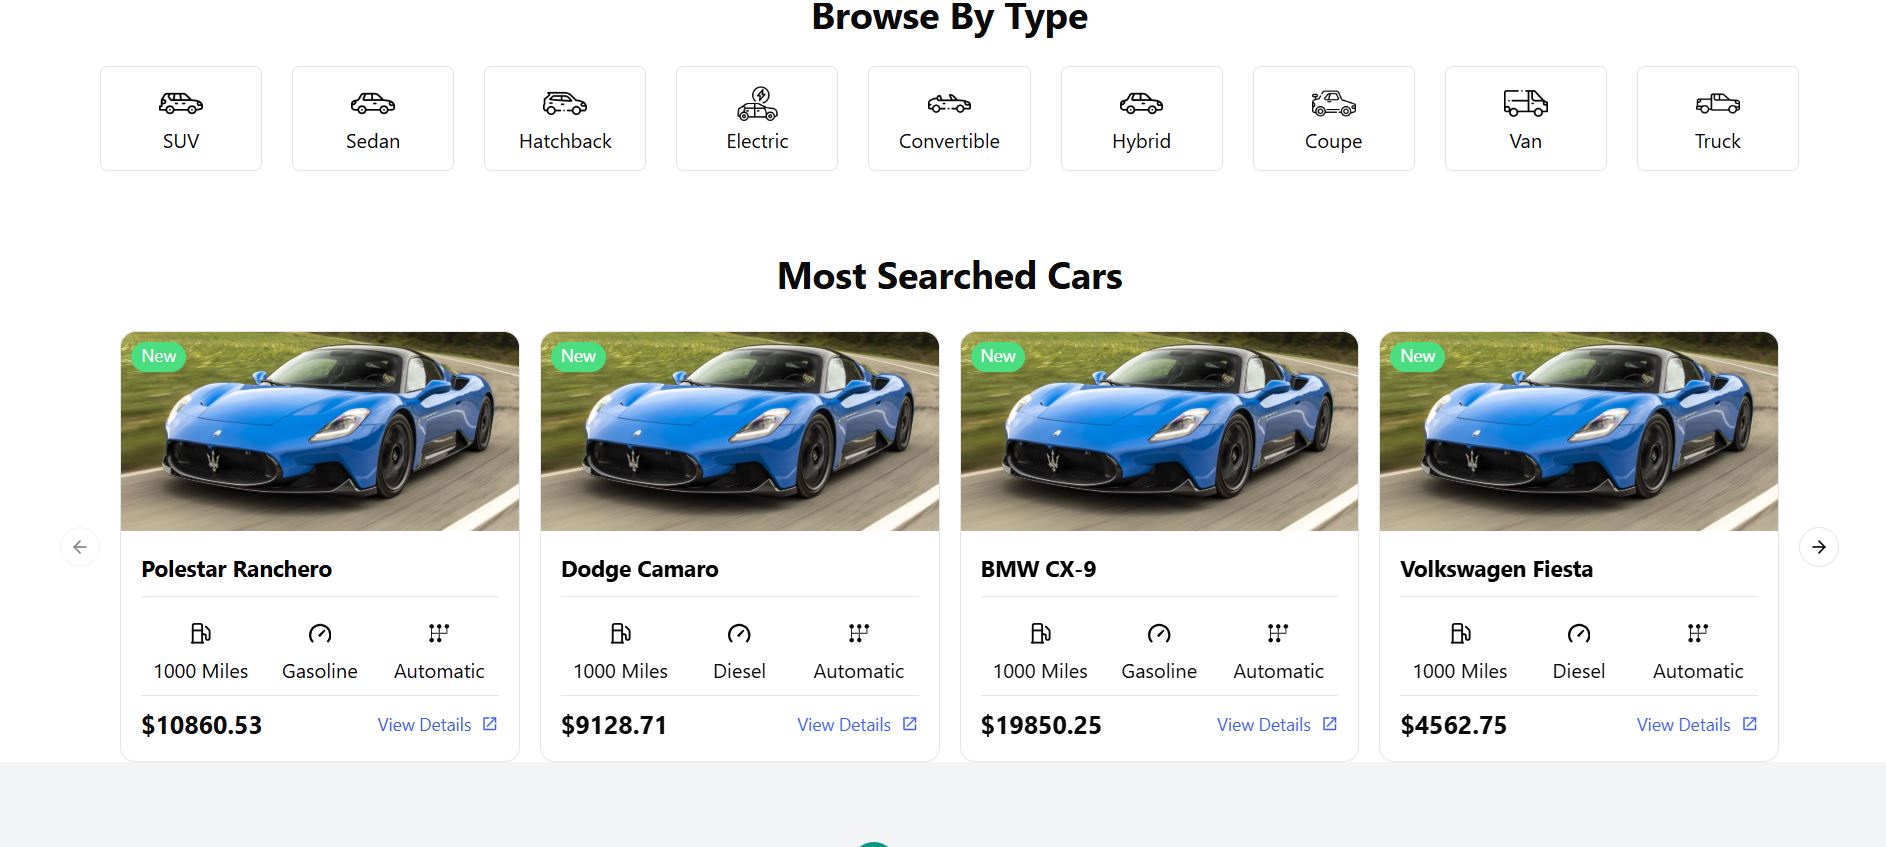 Browse By Type
SUV
Sedan
Hatchback
Electric
Convertible
Hybrid
Coupe
Van
Truck
Most Searched Cars
New
New
New
New
Polestar Ranchero
Dodge Camaro
BMW CX-9
Volkswagen Fiesta
1000 Miles Gasoline Automatic
1000 Miles Diesel Automatic
1000 Miles Gasoline Automatic
1000 Miles Diesel Automatic
$10860.53 View Details
$9128.71 View Details
$19850.25 View Details
$4562.75 View Details